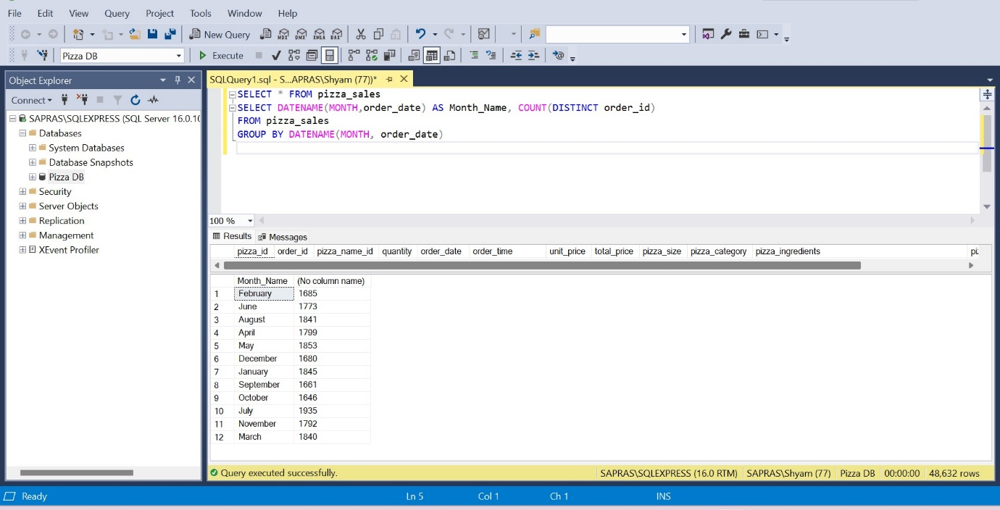 File Edit View Query Project Tools Window Help
New Query MDX DMX XMLA DAX
Pizza DB Execute
Object Explorer
Connect
SAPRAS\SQLEXPRESS (SQL Server 16.0.10
Databases
System Databases
Database Snapshots
Pizza DB
Security
Server Objects
Replication
Management
XEvent Profiler
SQLQuery1.sql - S...APRAS\Shyam (77))*
SELECT * FROM pizza_sales
SELECT DATENAME(MONTH,order_date) AS Month_Name, COUNT(DISTINCT order_id)
FROM pizza_sales
GROUP BY DATENAME(MONTH, order_date)
100 %
Results Messages
pizza_id order_id pizza_name_id quantity order_date order_time unit_price total_price pizza_size pizza_category pizza_ingredients
Month_Name (No column name)
1 February 1685
2 June 1773
3 August 1841
4 April 1799
5 May 1853
6 December 1680
7 January 1845
8 September 1661
9 October 1646
10 July 1935
11 November 1792
12 March 1840
Query executed successfully. SAPRAS\SQLEXPRESS (16.0 RTM) SAPRAS\Shyam (77) Pizza DB 00:00:00 48,632 rows
Ready Ln 5 Col 1 Ch 1 INS